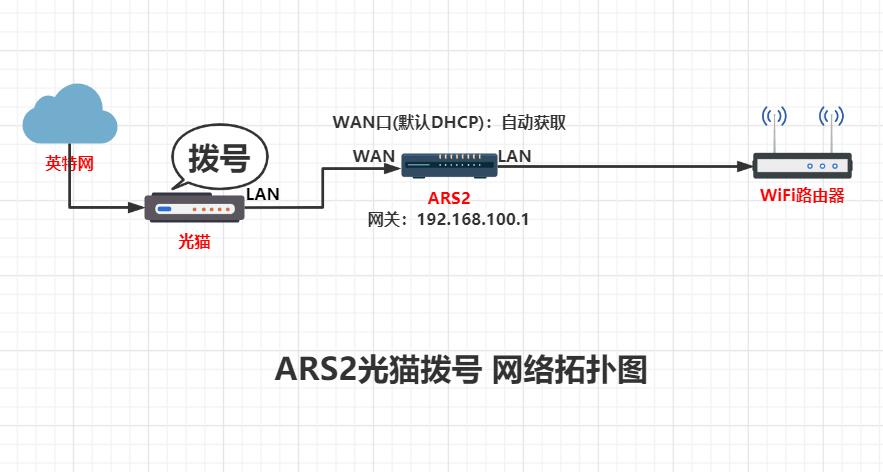 WAN口(默认DHCP)：自动获取
拨号
WAN
LAN
英特网
LAN
ARS2
WiFi路由器
网关：192.168.100.1
光猫
ARS2光猫拨号 网络拓扑图